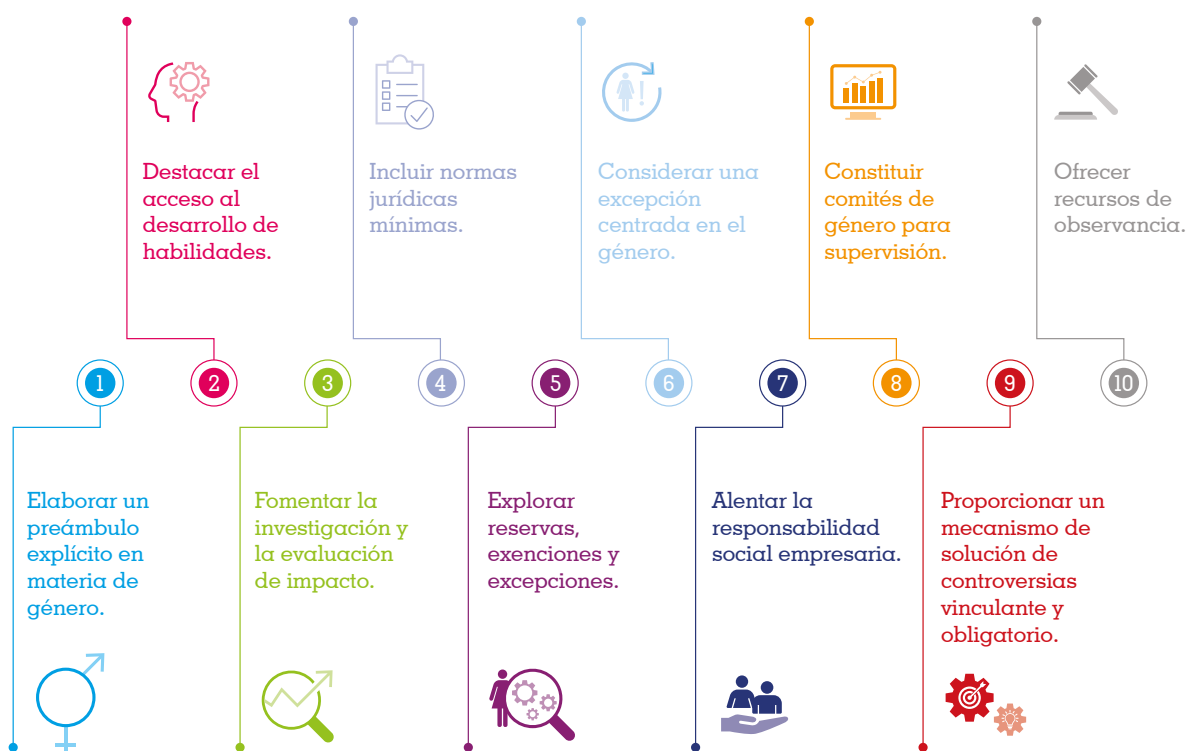 Destacar el
acceso al
desarrollo de
habilidades.
Incluir normas
jurídicas
mínimas.
Considerar una
excepción
centrada en el
género.
Constituir
comités de
género para
supervisión.
Ofrecer
recursos de
observancia.
1
2
3
4
5
6
7
8
9
10
Elaborar un
preámbulo
explícito en
materia de
género.
Fomentar la
investigación y
la evaluación
de impacto.
Explorar
reservas,
exenciones y
excepciones.
Alentar la
responsabilidad
social empresaria.
Proporcionar un
mecanismo de
solución de
controversias
vinculante y
obligatorio.